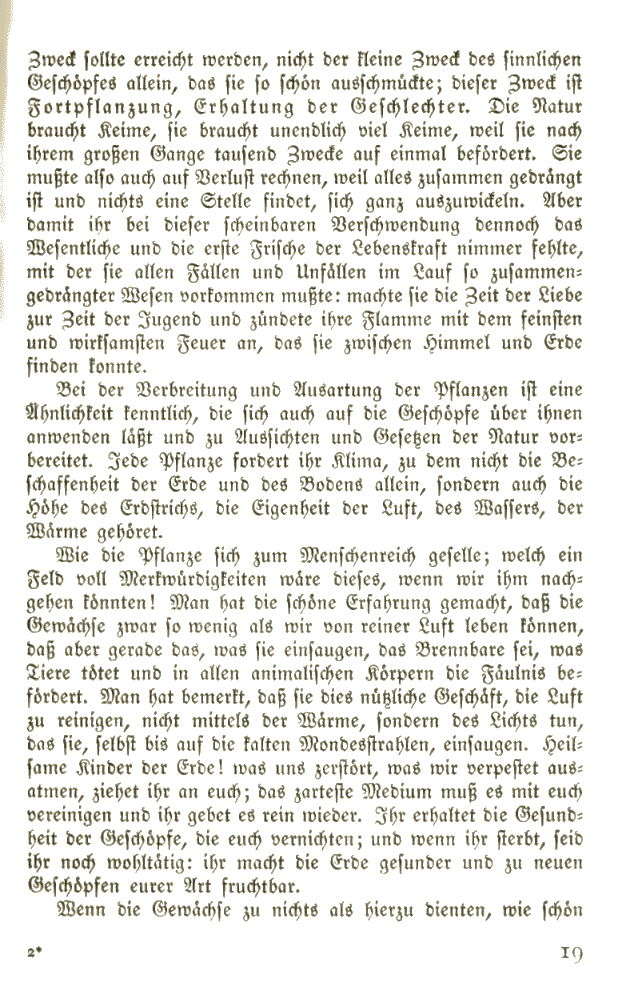 Zweck sollte erreicht werden, nicht der kleine Zweck des sinnlichen
Geschöpfes allein, das sie so schön ausschmückte; dieser Zweck ist
Fortpflanzung, Erhaltung der Geschlechter. Die Natur
braucht Keime, sie braucht unendlich viel Keime, weil sie nach
ihrem großen Gange tausend Zwecke auf einmal befördert. Sie
mußte also auch auf Verlust rechnen, weil alles zusammen gedrängt
ist und nichts eine Stelle findet, sich ganz auszuwickeln. Aber
damit ihr bei dieser scheinbaren Verschwendung dennoch das
Wesentliche und die erste Frische der Lebenskraft nimmer fehlte,
mit der sie allen Fällen und Unfällen im Lauf so zusammen-
gedrängter Wesen vorkommen mußte: machte sie die Zeit der Liebe
zur Zeit der Jugend und zündete ihre Flamme mit dem feinsten
und wirksamsten Feuer an, das sie zwischen Himmel und Erde
finden konnte.
Bei der Verbreitung und Ausartung der Pflanzen ist eine
Ähnlichkeit kenntlich, die sich auch auf die Geschöpfe über ihnen
anwenden läßt und zu Aussichten und Gesetzen der Natur vor-
bereitet. Jede Pflanze fordert ihr Klima, zu dem nicht die Be-
schaffenheit der Erde und des Bodens allein, sondern auch die
Höhe des Erdstrichs, die Eigenheit der Luft, des Wassers, der
Wärme gehöret.
Wie die Pflanze sich zum Menschenreich geselle; welch ein
Feld voll Merkwürdigkeiten wäre dieses, wenn wir ihm nach-
gehen könnten! Man hat die schöne Erfahrung gemacht, daß die
Gewächse zwar so wenig als wir von reiner Luft leben können,
daß aber gerade das, was sie einsaugen, das Brennbare sei, was
Tiere tötet und in allen animalischen Körpern die Fäulnis be-
fördert. Man hat bemerkt, daß sie dies nützliche Geschäft, die Luft
zu reinigen, nicht mittels der Wärme, sondern des Lichts tun,
das sie, selbst bis auf die kalten Mondesstrahlen, einsaugen. Heil-
same Kinder der Erde! was uns zerstört, was wir verpestet aus-
atmen, ziehet ihr an euch; das zarteste Medium muß es mit euch
vereinigen und ihr gebet es rein wieder. Ihr erhaltet die Gesund-
heit der Geschöpfe, die euch vernichten; und wenn ihr sterbt, seid
ihr noch wohltätig: ihr macht die Erde gesunder und zu neuen
Geschöpfen eurer Art fruchtbar.
Wenn die Gewächse zu nichts als hierzu dienten, wie schön
2* 19